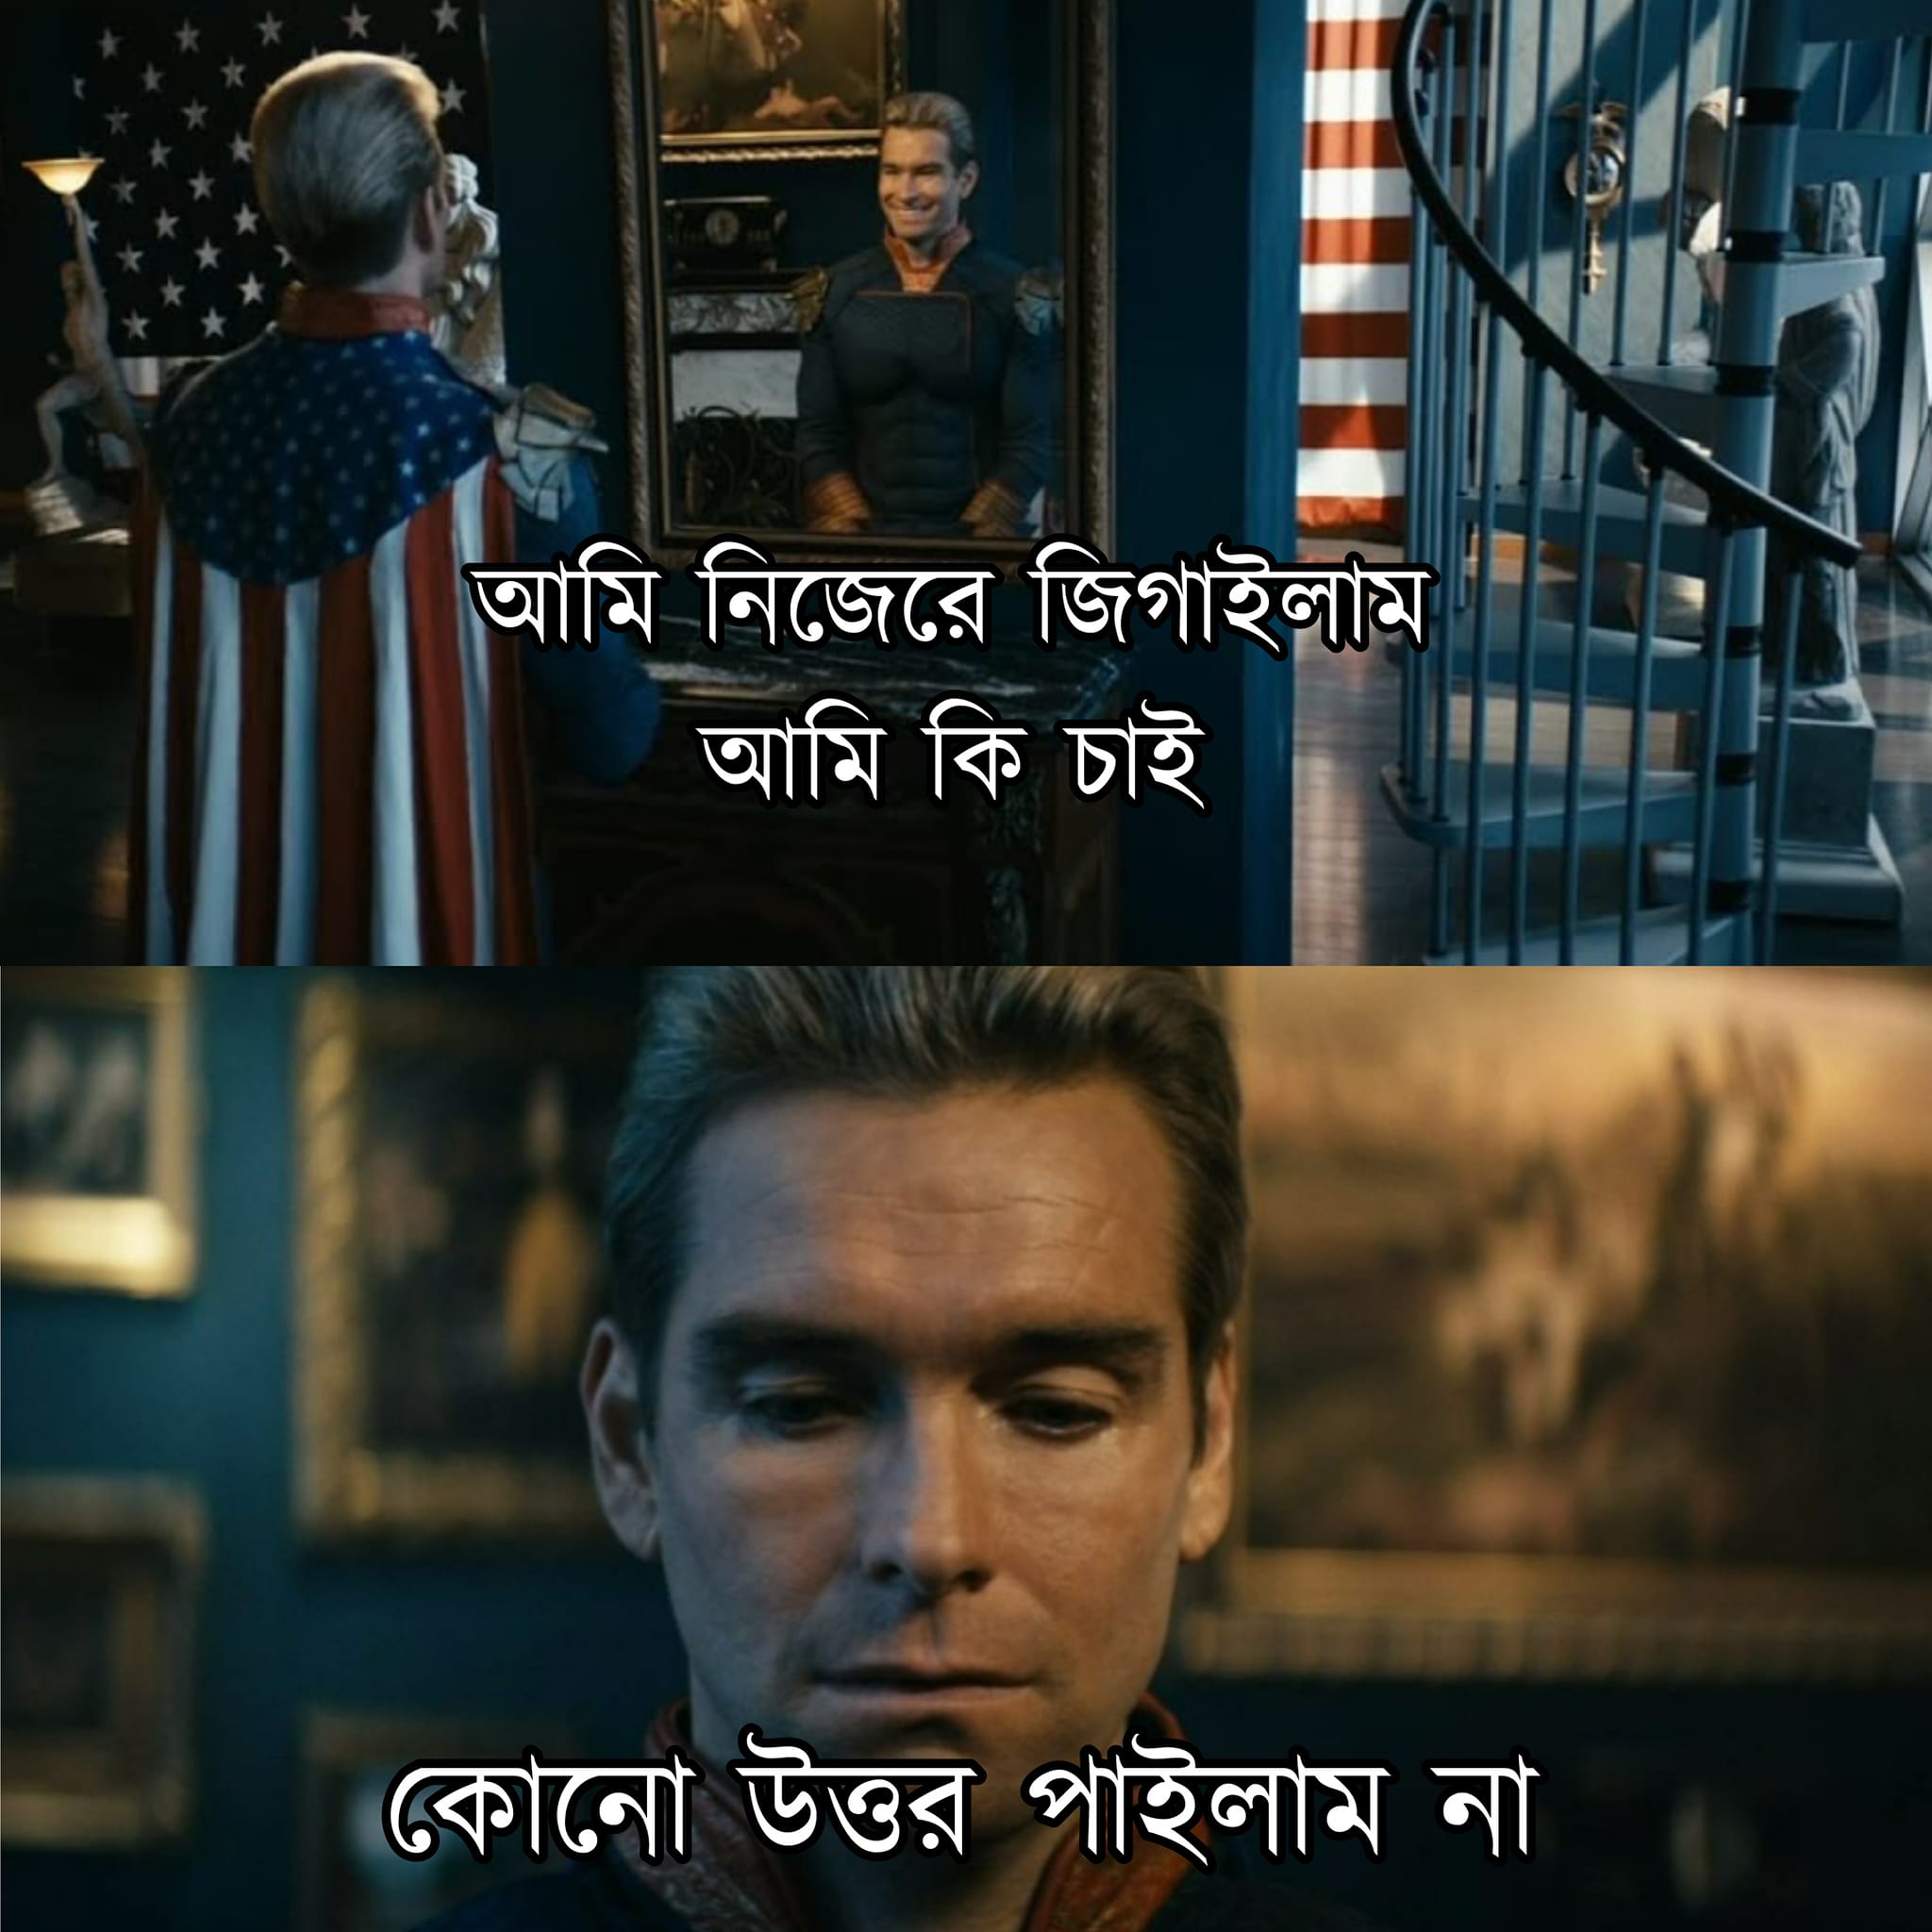 আমি নিজেরে জিগাইলাম
আমি কি চাই
কোনো উত্তর পাইলাম না